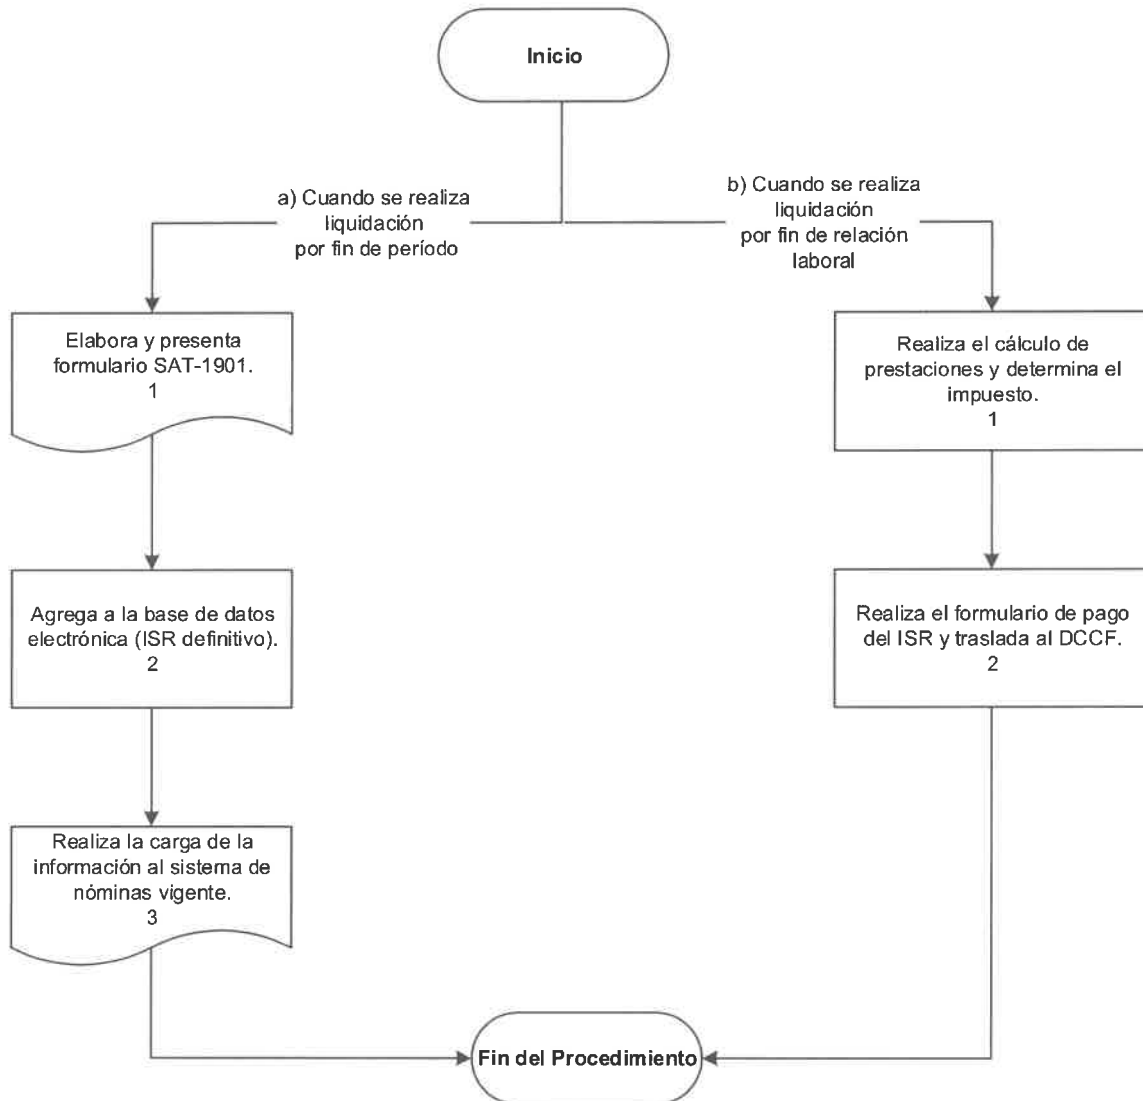 Inicio
a) Cuando se realiza
liquidación
por fin de período
b) Cuando se realiza
liquidación
por fin de relación
laboral
Elabora y presenta
formulario SAT-1901.
1
Realiza el cálculo de
prestaciones y determina el
impuesto.
1
Agrega a la base de datos
electrónica (ISR definitivo).
2
Realiza el formulario de pago
del ISR y traslada al DCCF.
2
Realiza la carga de la
información al sistema de
nóminas vigente.
3
Fin del Procedimiento